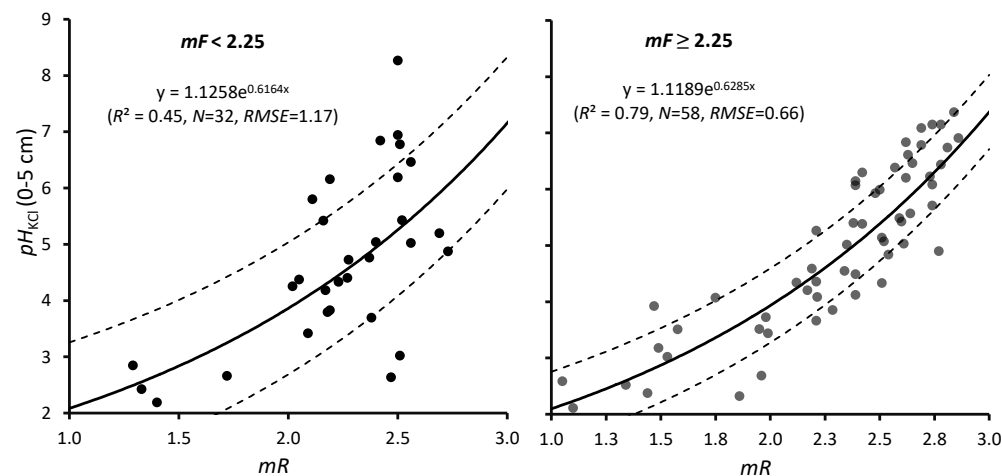 mF < 2.25
y = 1.1258e^0.6164x
(R² = 0.45, N=32, RMSE=1.17)
pH_KCl (0-5 cm)
9
8
7
6
5
4
3
2
1.0 1.5 2.0 2.5 3.0
mR
mF ≥ 2.25
y = 1.1189e^0.6285x
(R² = 0.79, N=58, RMSE=0.66)
1.0 1.3 1.5 1.8 2.0 2.3 2.5 2.8 3.0
mR